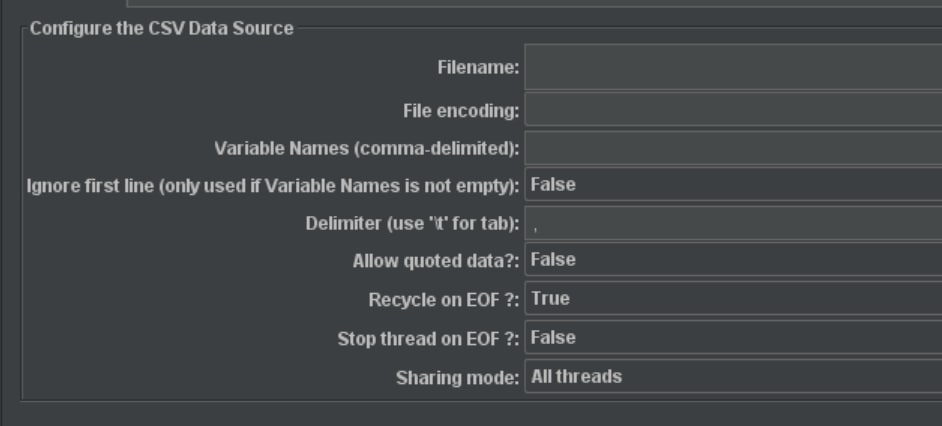 Configure the CSV Data Source
Filename:
File encoding:
Variable Names (comma-delimited):
Ignore first line (only used if Variable Names is not empty): False
Delimiter (use '\t' for tab): ,
Allow quoted data?: False
Recycle on EOF ?: True
Stop thread on EOF ?: False
Sharing mode: All threads